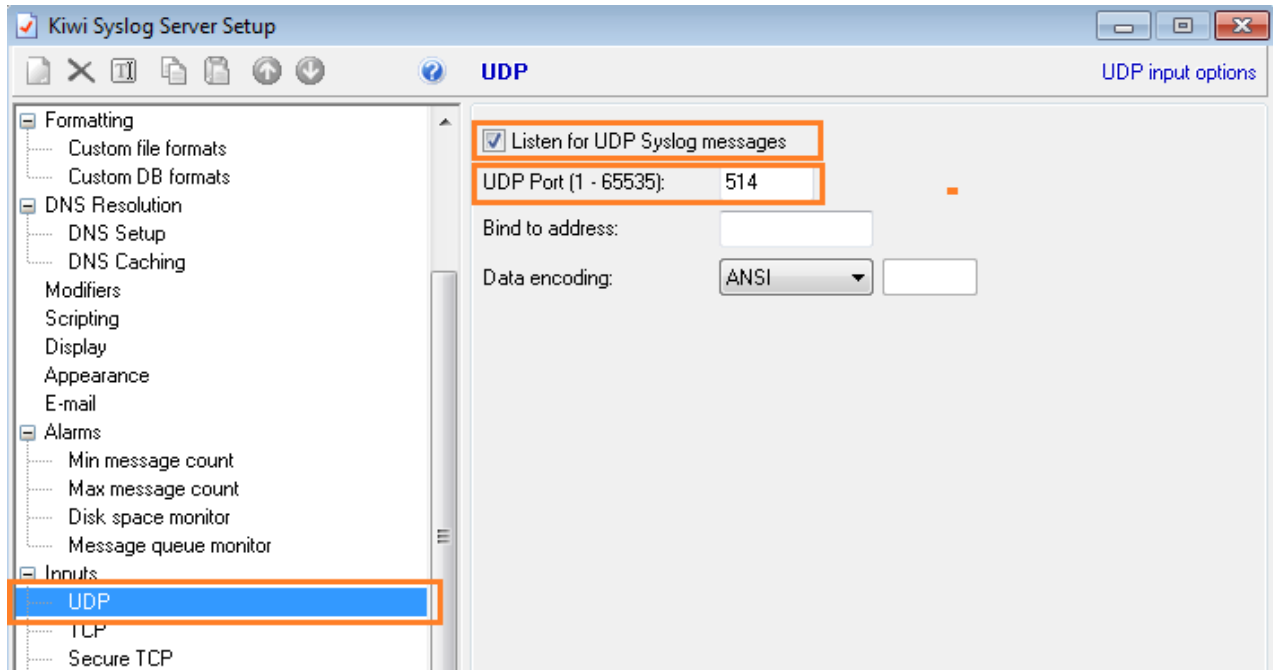 Kiwi Syslog Server Setup
UDP
UDP input options
Formatting
Custom file formats
Custom DB formats
DNS Resolution
DNS Setup
DNS Caching
Modifiers
Scripting
Display
Appearance
E-mail
Alarms
Min message count
Max message count
Disk space monitor
Message queue monitor
Inputs
UDP
TCP
Secure TCP
Listen for UDP Syslog messages
UDP Port (1 - 65535): 514
Bind to address:
Data encoding: ANSI